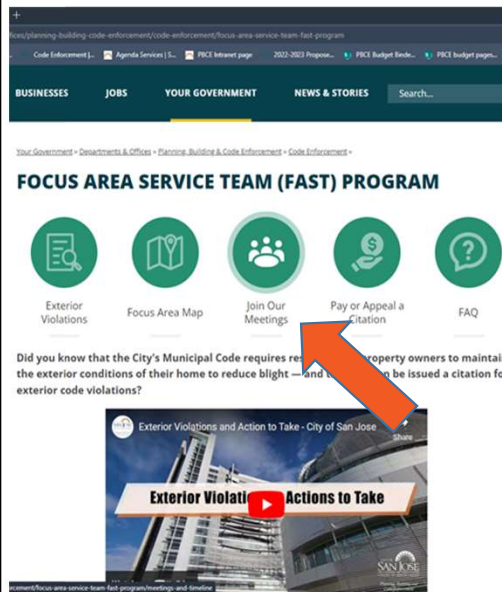 fices/planning-building-code-enforcement/code-enforcement/focus-area-service-team-fast-program
Code Enforcement |... Agenda Services | S... PBCE Intranet page 2022-2023 Propose... PBCE Budget Binde... PBCE budget pages...
BUSINESSES JOBS YOUR GOVERNMENT NEWS & STORIES Search...
Your Government » Departments & Offices » Planning, Building & Code Enforcement » Code Enforcement »
FOCUS AREA SERVICE TEAM (FAST) PROGRAM
Exterior Violations
Focus Area Map
Join Our Meetings
Pay or Appeal a Citation
FAQ
Did you know that the City's Municipal Code requires res property owners to maintai
the exterior conditions of their home to reduce blight — and t n be issued a citation fo
exterior code violations?
Exterior Violations and Action to Take - City of San Jose
Share
Exterior Violatio Actions to Take
SAN JOSE
ercement/focus-area-service-team-fast-program/meetings-and-timeline